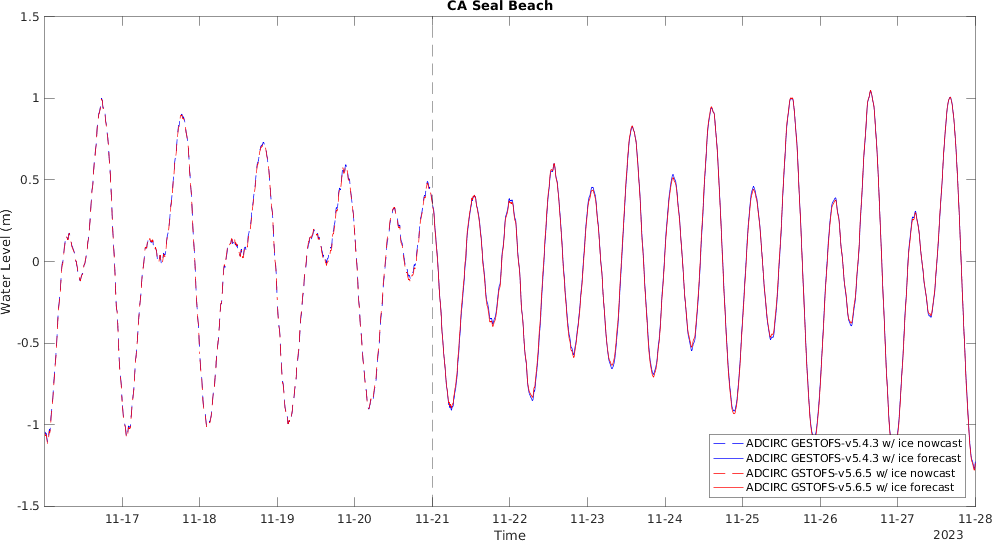 CA Seal Beach
1.5
1
0.5
0
-0.5
-1
-1.5
Water Level (m)
11-17 11-18 11-19 11-20 11-21 11-22 11-23 11-24 11-25 11-26 11-27 11-28
Time
2023
ADCIRC GESTOFS-v5.4.3 w/ ice nowcast
ADCIRC GESTOFS-v5.4.3 w/ ice forecast
ADCIRC GSTOFS-v5.6.5 w/ ice nowcast
ADCIRC GSTOFS-v5.6.5 w/ ice forecast